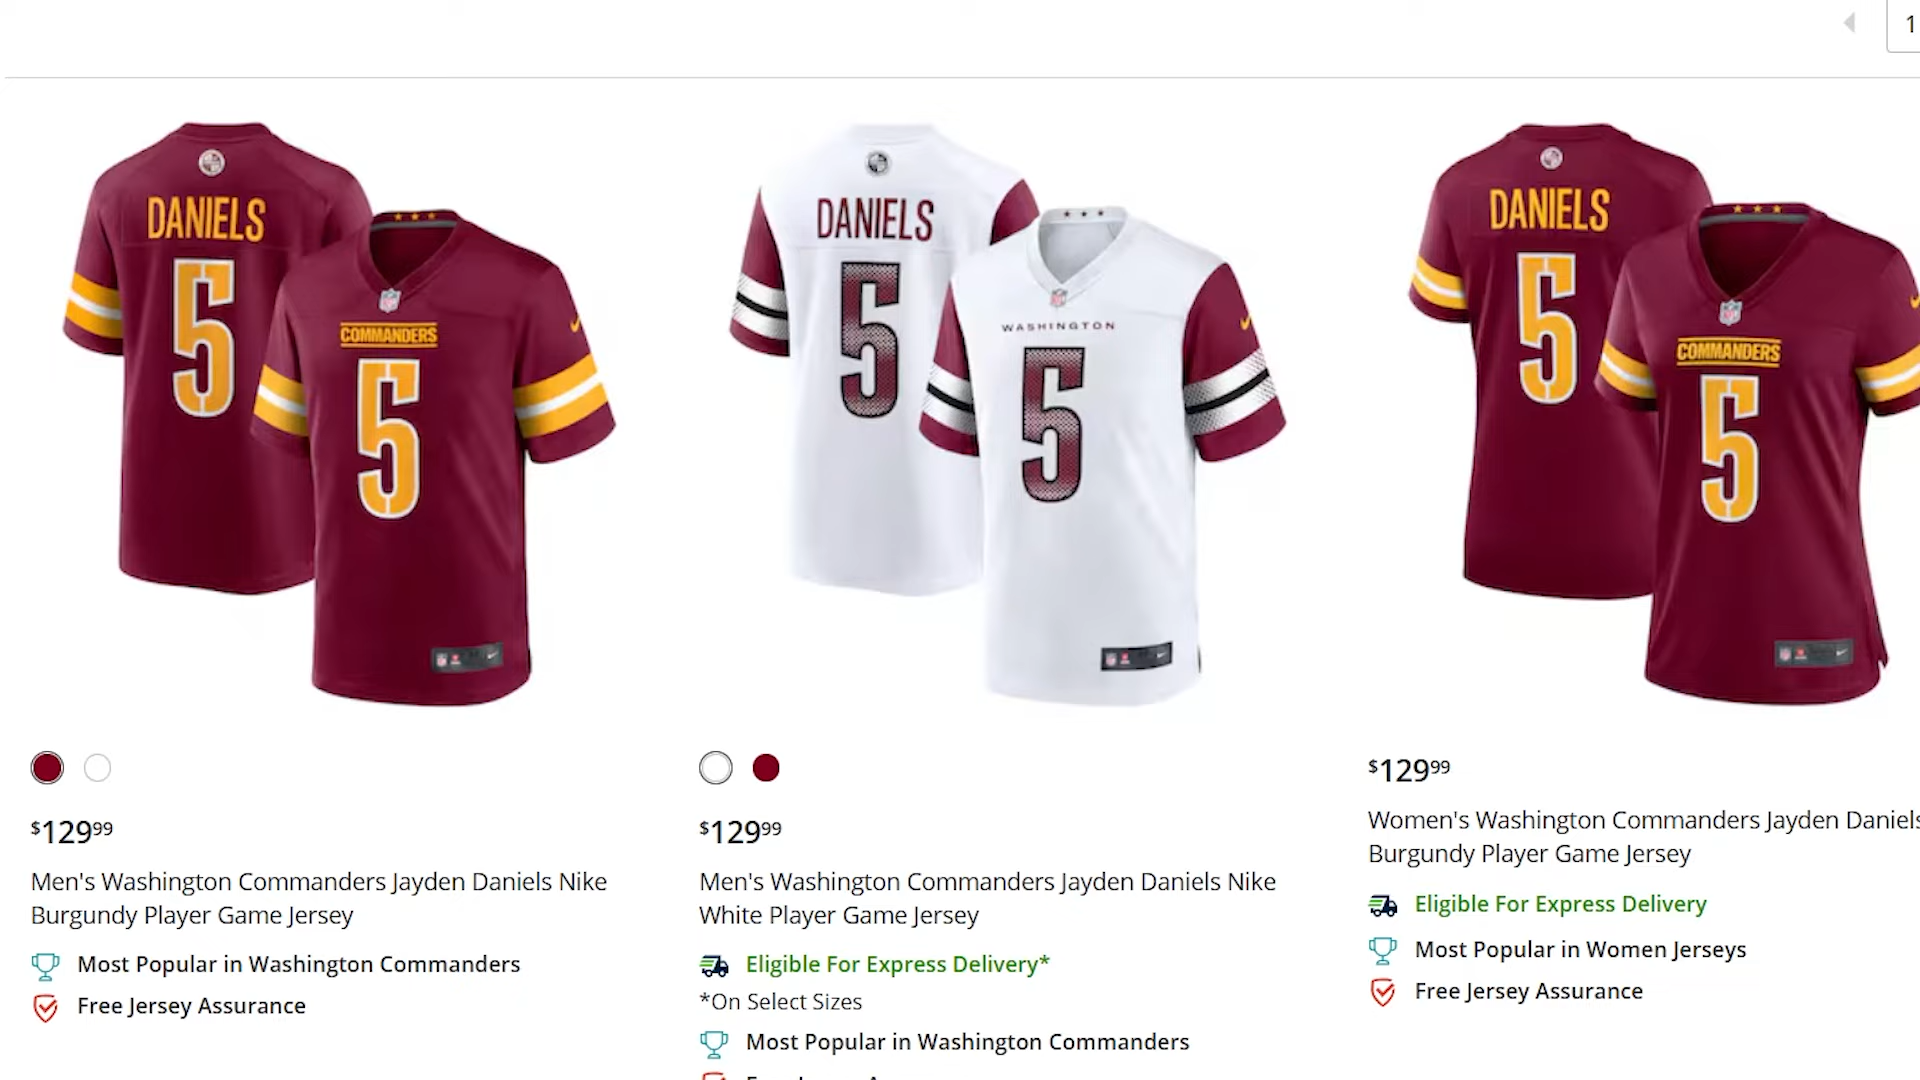 1
DANIELS
5
COMMANDERS
5
DANIELS
5
WASHINGTON
5
DANIELS
5
COMMANDERS
5
$12999
Men's Washington Commanders Jayden Daniels Nike
Burgundy Player Game Jersey
Most Popular in Washington Commanders
Free Jersey Assurance
$12999
Men's Washington Commanders Jayden Daniels Nike
White Player Game Jersey
Eligible For Express Delivery*
*On Select Sizes
Most Popular in Washington Commanders
$12999
Women's Washington Commanders Jayden Daniels
Burgundy Player Game Jersey
Eligible For Express Delivery
Most Popular in Women Jerseys
Free Jersey Assurance